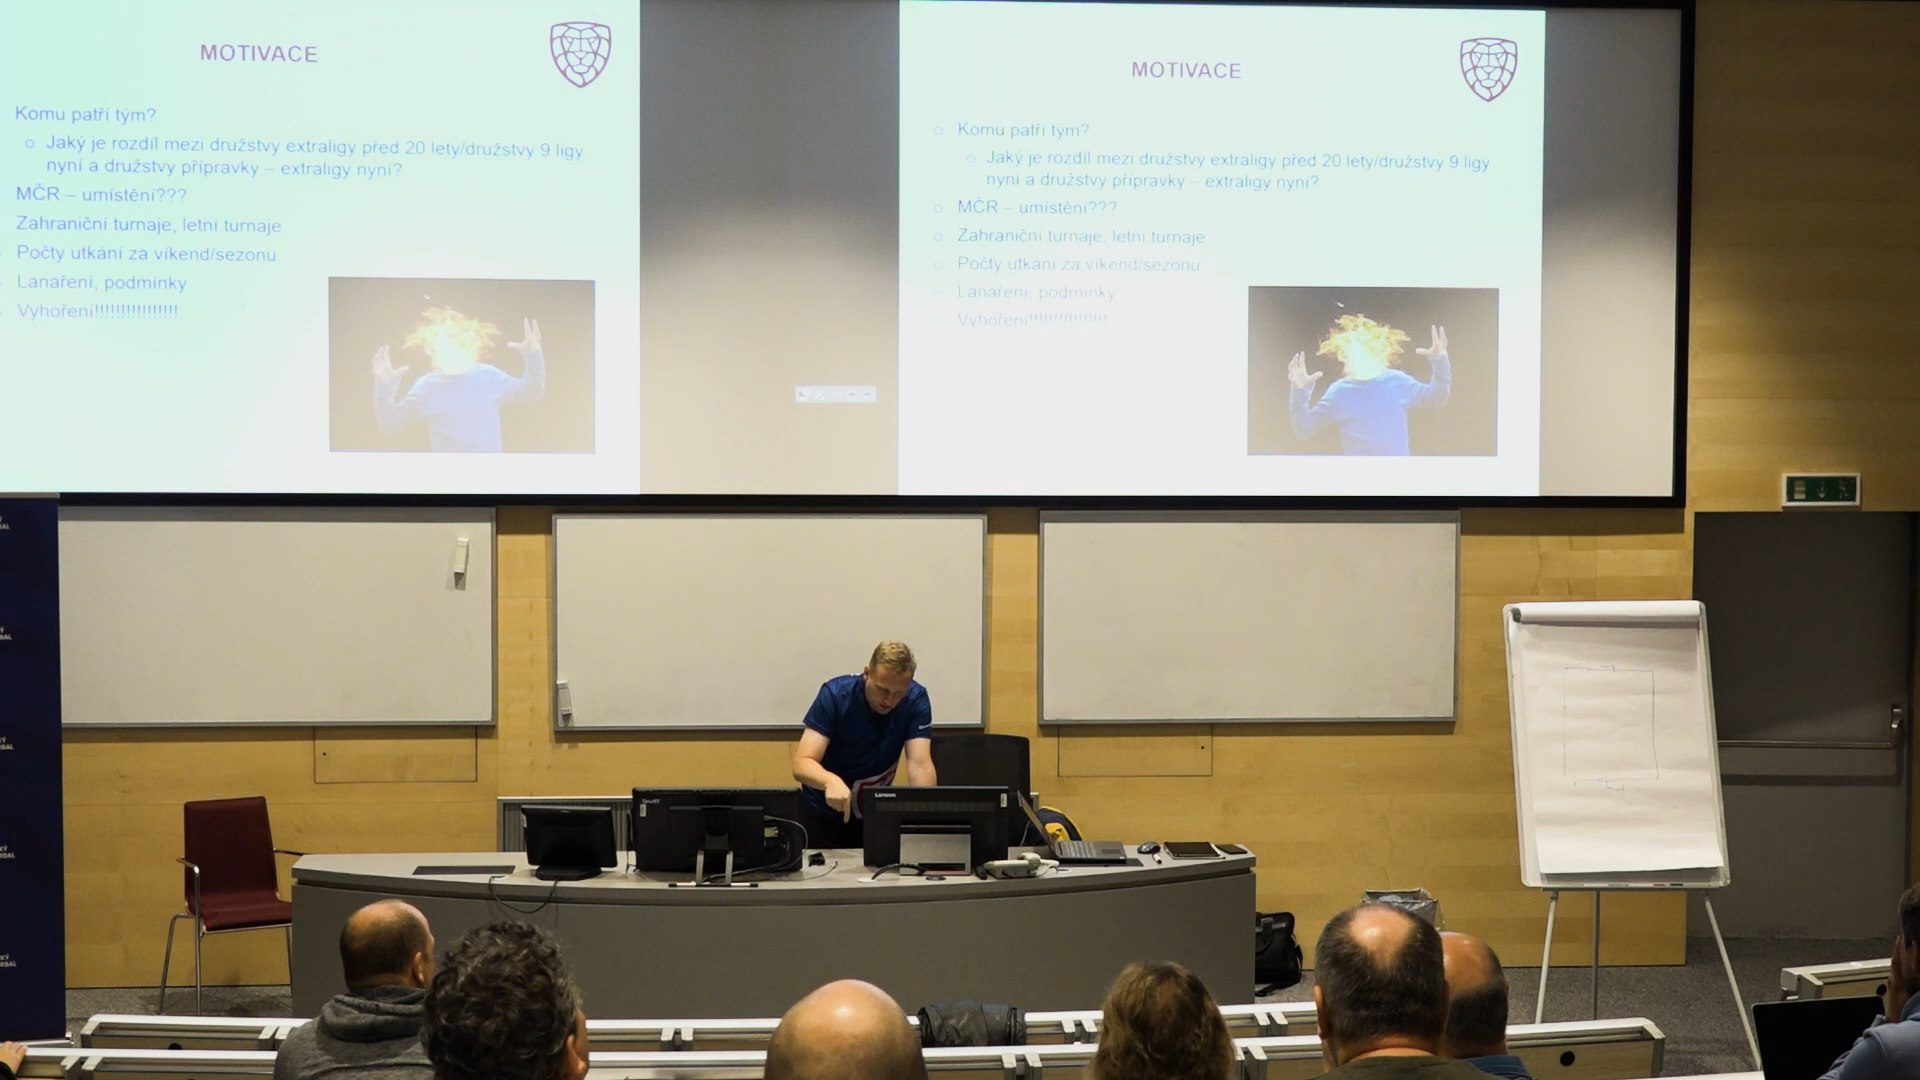 MOTIVACE
Komu patří tým?
Jaký je rozdíl mezi družstvy extraligy před 20 lety/družstvy 9 ligy
nyní a družstvy přípravky – extraligy nyní?
MČR – umístění???
Zahraniční turnaje, letní turnaje
Počty utkání za víkend/sezonu
Lanaření, podmínky
Vyhoření!!!!!!!!!!!!!!!!
MOTIVACE
Komu patří tým?
Jaký je rozdíl mezi družstvy extraligy před 20 lety/družstvy 9 ligy
nyní a družstvy přípravky – extraligy nyní?
MČR – umístění???
Zahraniční turnaje, letní turnaje
Počty utkání za víkend/sezonu
Lanaření, podmínky
Vyhoření!!!!!!!!!!!!!!!!
Lenovo